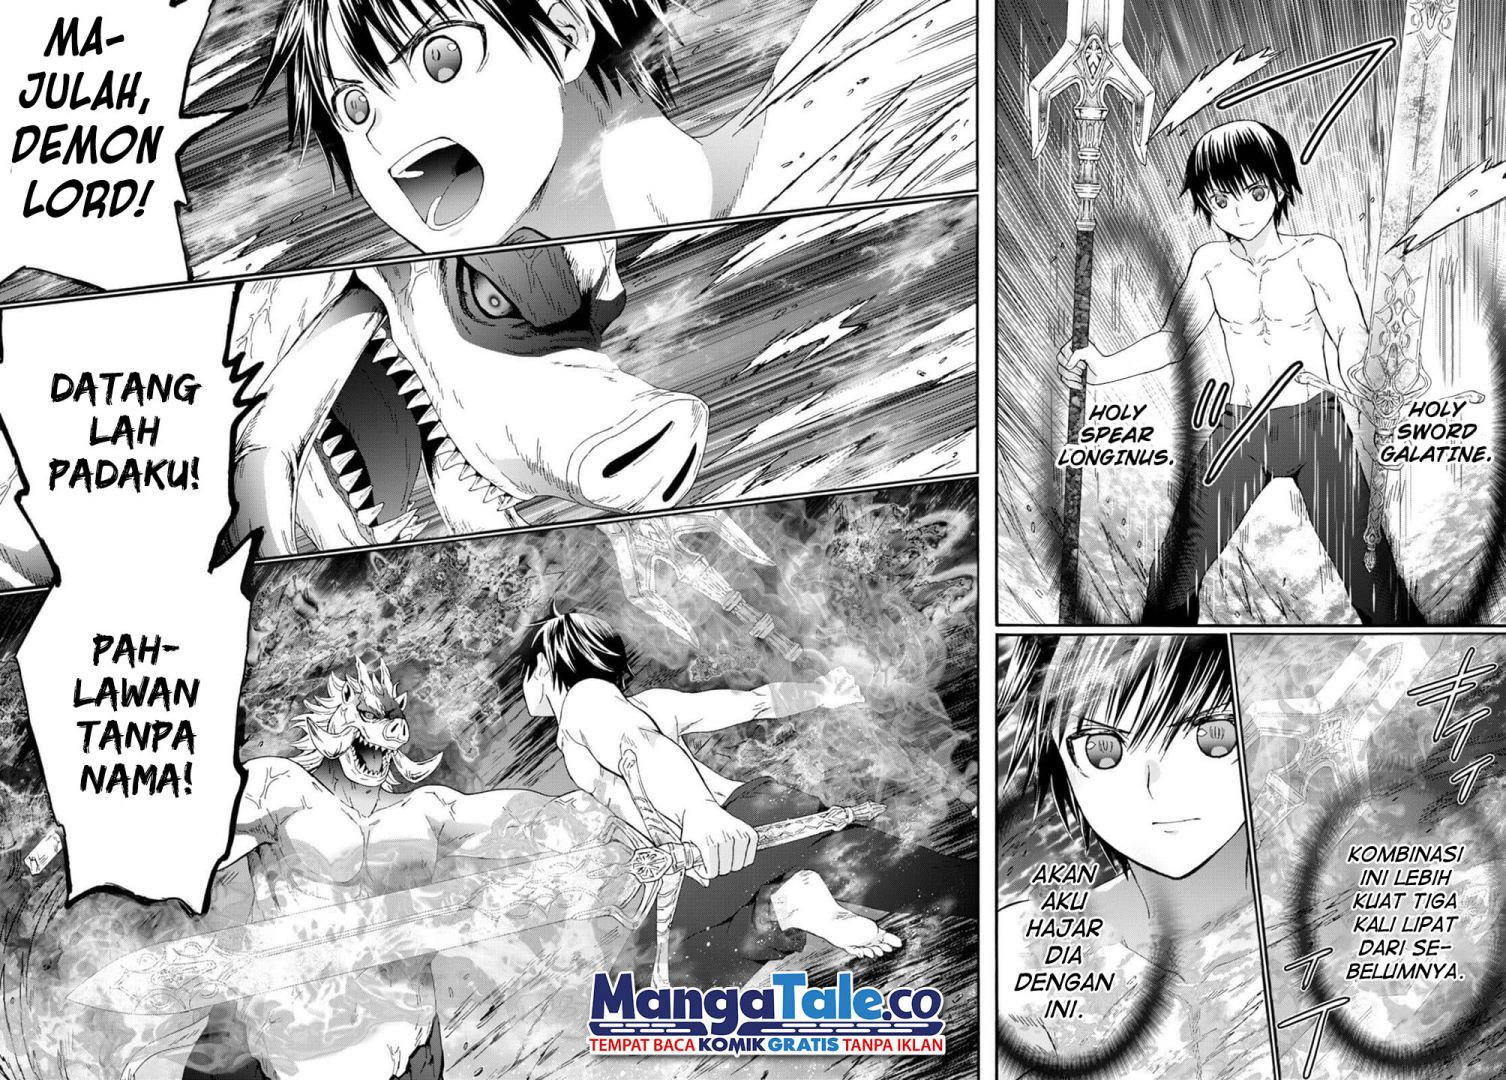 HOLY
SWORD
GALATINE.
HOLY
SPEAR
LONGINUS.
KOMBINASI
INI LEBIH
KUAT TIGA
KALI LIPAT
DARI SE-
BELUMNYA.
AKAN
AKU
HAJAR
DIA
DENGAN
INI.
MA-
JULAH,
DEMON
LORD!
DATANG
LAH
PADAKU!
PAH-
LAWAN
TANPA
NAMA!
MangaTale.co
TEMPAT BACA KOMIK GRATIS TANPA IKLAN